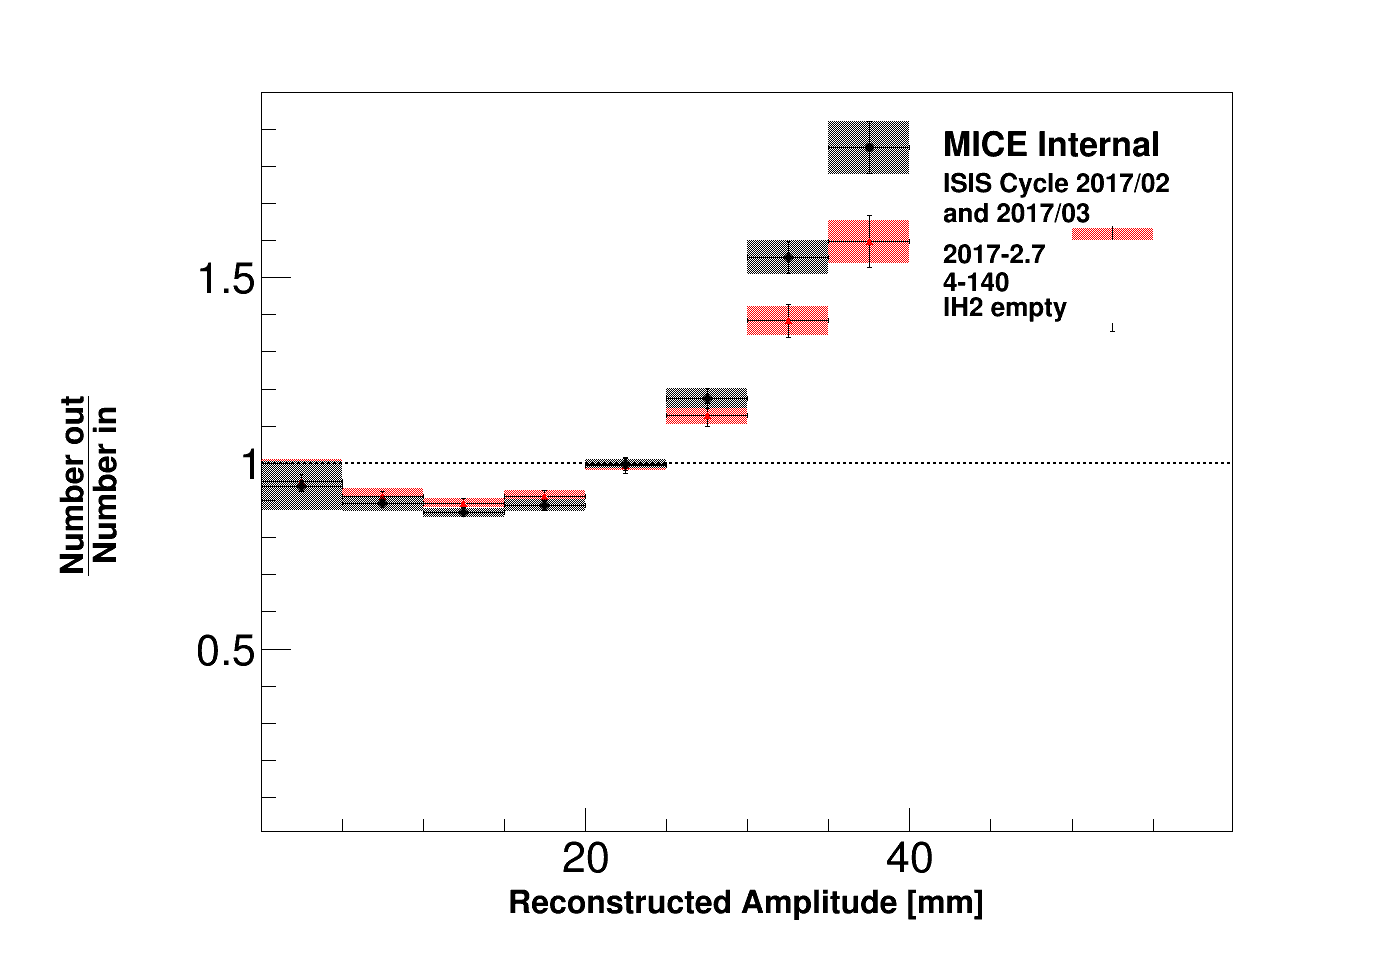 MICE Internal
ISIS Cycle 2017/02
and 2017/03
2017-2.7
4-140
IH2 empty
1.5
1
0.5
Number out
Number in
20 40
Reconstructed Amplitude [mm]